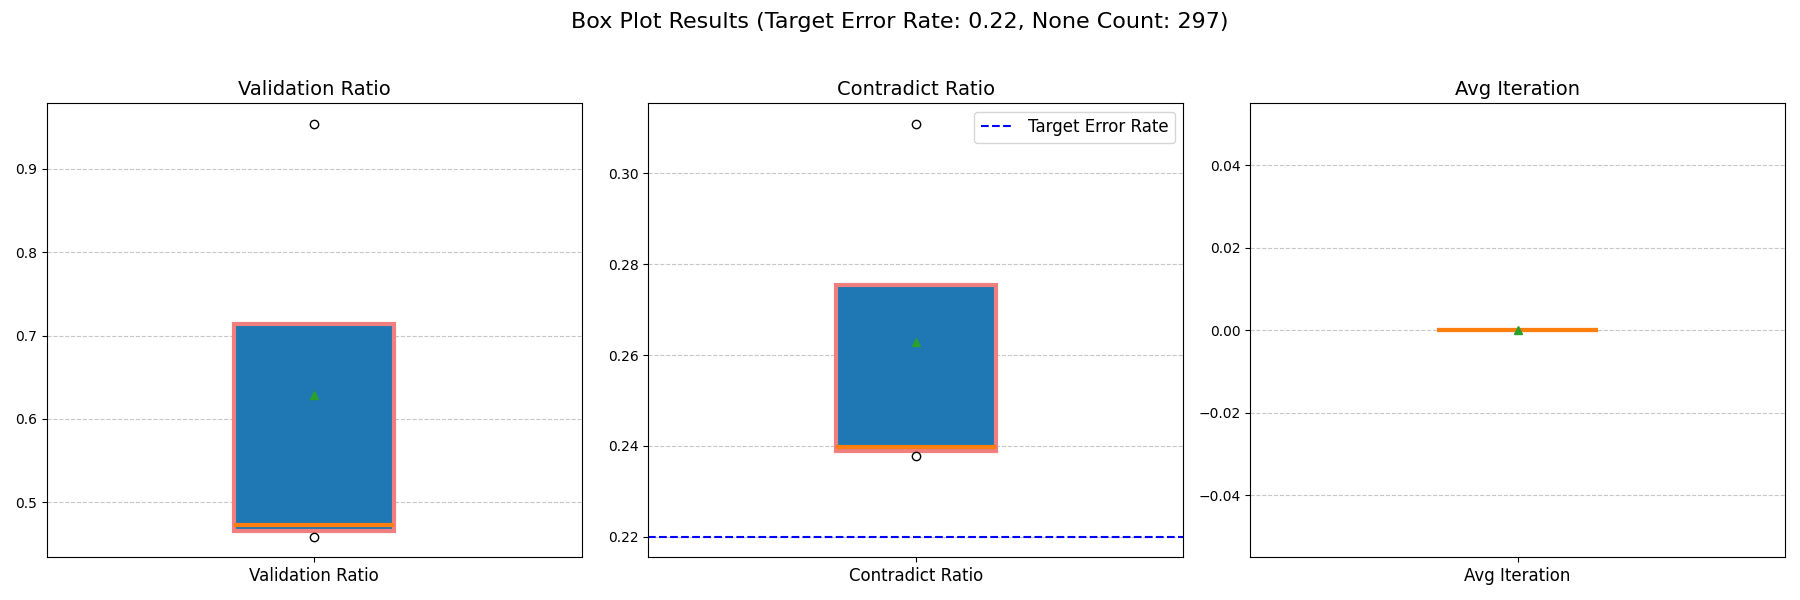 Box Plot Results (Target Error Rate: 0.22, None Count: 297)
Validation Ratio
0.9
0.8
0.7
0.6
0.5
Validation Ratio
Contradict Ratio
Target Error Rate
0.30
0.28
0.26
0.24
0.22
Contradict Ratio
Avg Iteration
0.04
0.02
0.00
−0.02
−0.04
Avg Iteration